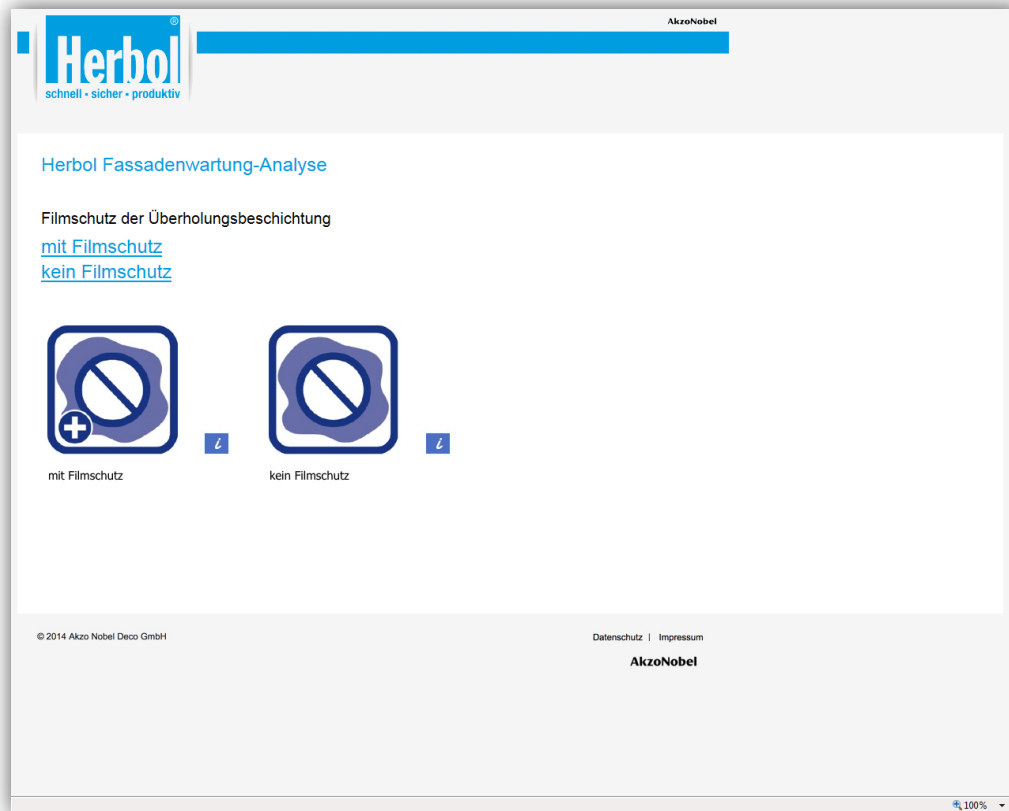 AkzoNobel
Herbol®
schnell • sicher • produktiv
Herbol Fassadenwartung-Analyse
Filmschutz der Überholungsbeschichtung
mit Filmschutz
kein Filmschutz
i
i
mit Filmschutz
kein Filmschutz
© 2014 Akzo Nobel Deco GmbH
Datenschutz | Impressum
AkzoNobel
100%